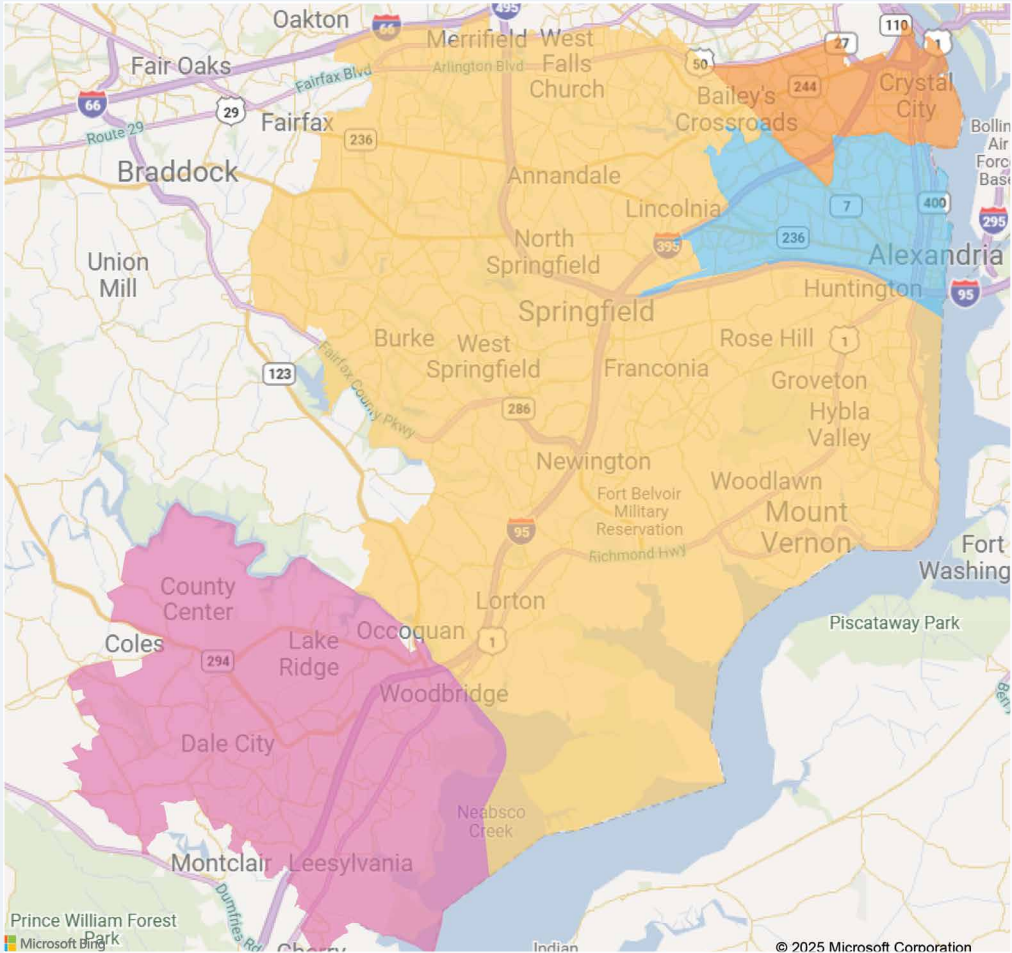 Oakton
66
495
110
27
1
Merrifield
West
Falls
Church
50
Fair Oaks
Fairfax Blvd
Arlington Blvd
244
Crystal
City
66
29
Bailey's
Crossroads
Fairfax
Route 29
236
Bollin
Air
Forc
Base
Braddock
Annandale
Lincolnia
7
400
295
395
236
North
Springfield
Alexandria
Union
Mill
Huntington
95
Springfield
Burke
West
Springfield
Rose Hill
1
Franconia
123
Fairfax County Pkwy
Groveton
286
Hybla
Valley
Newington
Woodlawn
Fort Belvoir
Military
Reservation
Mount
Vernon
95
Richmond Hwy
Fort
Washing
County
Center
Lorton
Piscataway Park
Coles
Lake
Ridge
Occoquan
1
294
Woodbridge
Dale City
Neabsco
Creek
Montclair
Leesylvania
Dumfries Rd
Prince William Forest
Park
Microsoft Bing
Cherry
Indian
© 2025 Microsoft Corporation